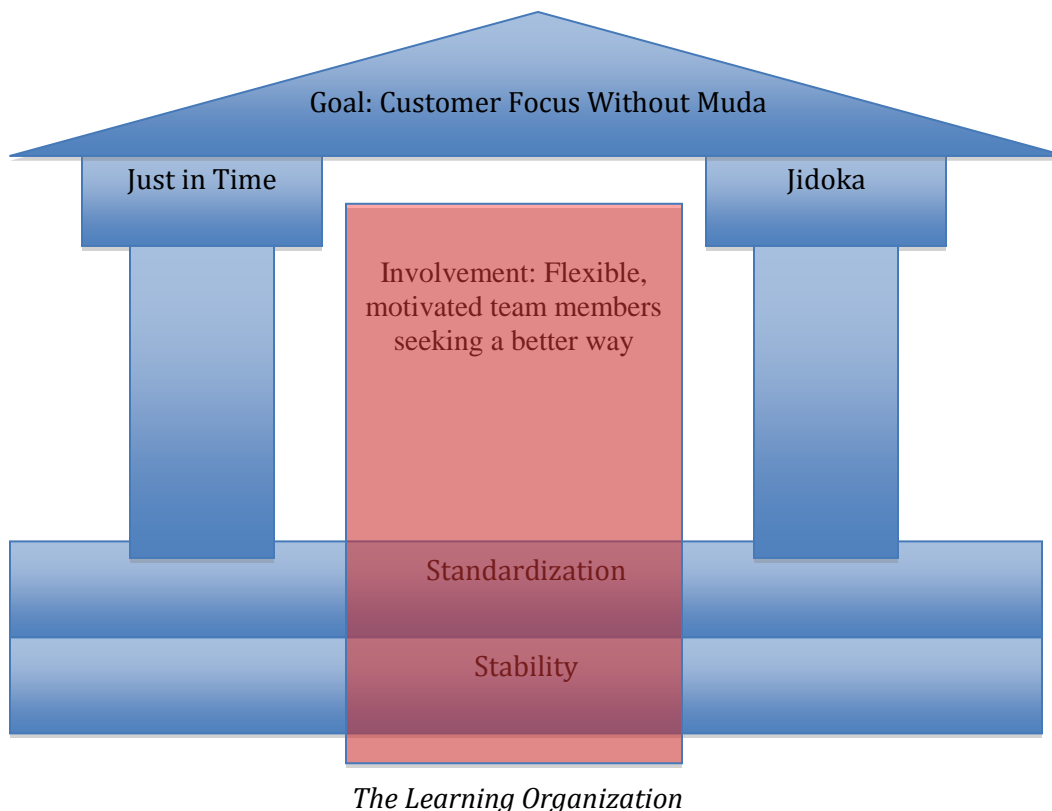 Goal: Customer Focus Without Muda
Just in Time
Jidoka
Involvement: Flexible,
motivated team members
seeking a better way
Standardization
Stability
The Learning Organization